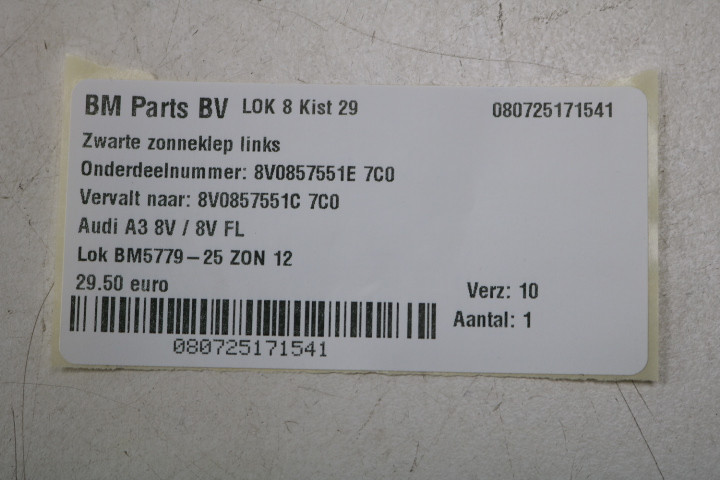 BM Parts BV LOK 8 Kist 29 080725171541
Zwarte zonneklep links
Onderdeelnummer: 8V0857551E 7C0
Vervalt naar: 8V0857551C 7C0
Audi A3 8V / 8V FL
Lok BM5779-25 ZON 12
29.50 euro Verz: 10
Aantal: 1
080725171541